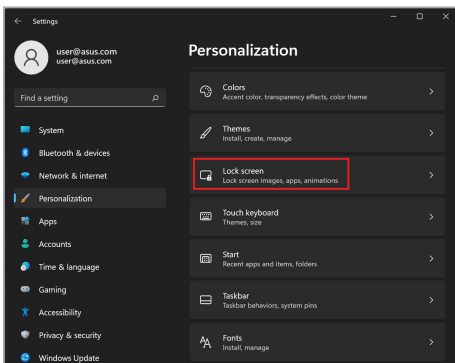 Settings
user@asus.com
user@asus.com
Find a setting
System
Bluetooth & devices
Network & internet
Personalization
Apps
Accounts
Time & language
Gaming
Accessibility
Privacy & security
Windows Update
Personalization
Colors
Accent color, transparency effects, color theme
Themes
Install, create, manage
Lock screen
Lock screen images, apps, animations
Touch keyboard
Themes, size
Start
Recent apps and items, folders
Taskbar
Taskbar behaviors, system pins
Fonts
Install, manage